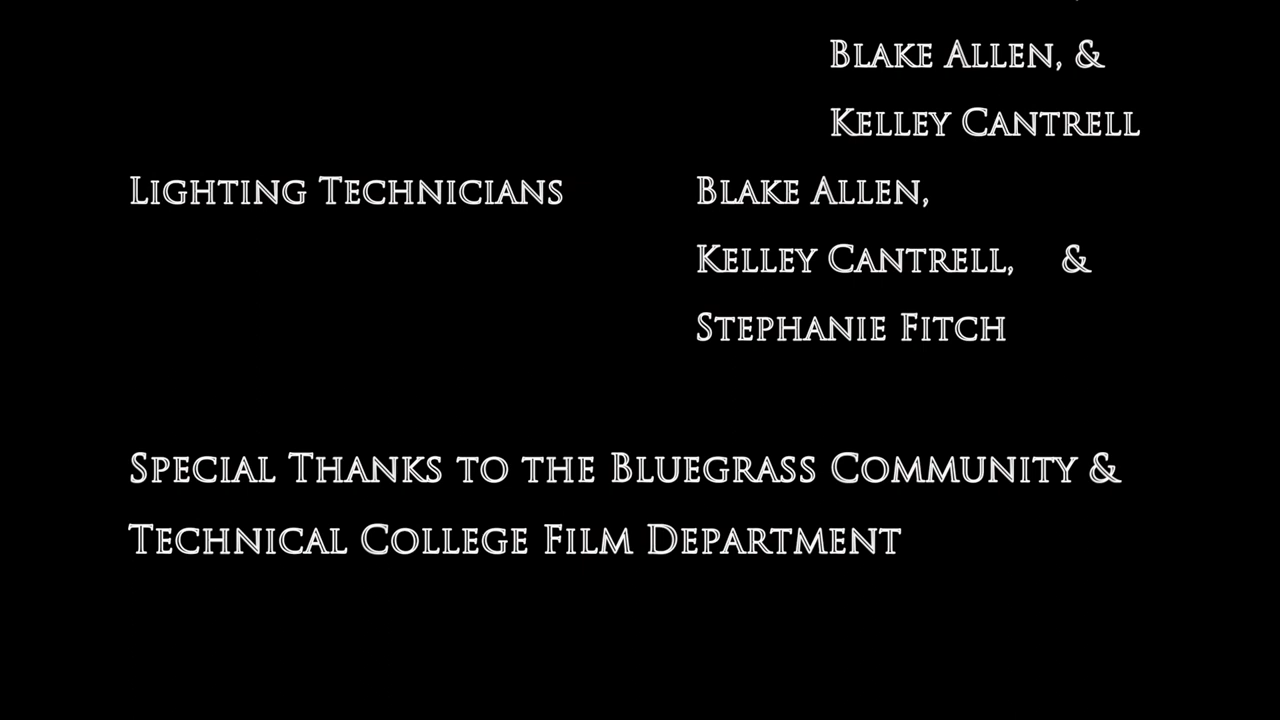 Blake Allen, &
Kelley Cantrell
Lighting Technicians Blake Allen,
Kelley Cantrell, &
Stephanie Fitch
Special Thanks to the Bluegrass Community &
Technical College Film Department